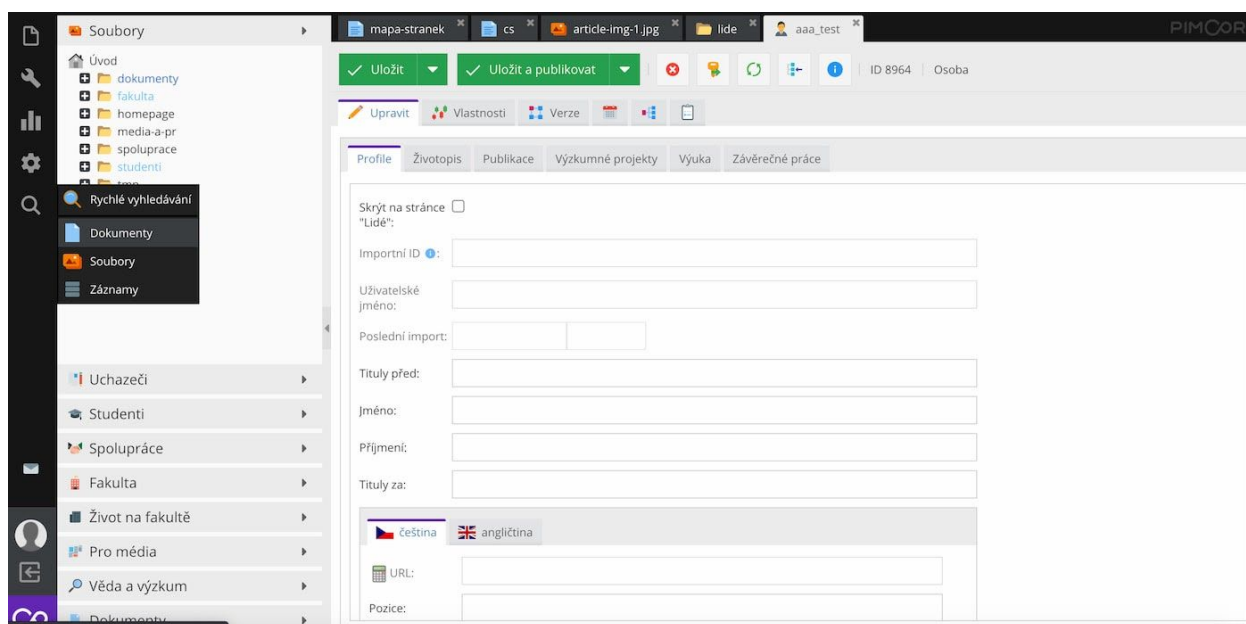 Soubory
mapa-stranek
cs
article-img-1.jpg
lide
aaa_test
PIMCOR
Úvod
dokumenty
fakulta
homepage
media-a-pr
spoluprace
studenti
Uložit
Uložit a publikovat
ID 8964
Osoba
Upravit
Vlastnosti
Verze
Profile
Životopis
Publikace
Výzkumné projekty
Výuka
Závěrečné práce
Rychlé vyhledávání
Dokumenty
Soubory
Záznamy
Skrýt na stránce
"Lidé":
Importní ID :
Uživatelské
jméno:
Poslední import:
Tituly před:
Jméno:
Příjmení:
Tituly za:
čeština
angličtina
URL:
Pozice:
Uchazeči
Studenti
Spolupráce
Fakulta
Život na fakultě
Pro média
Věda a výzkum
Dokumenty